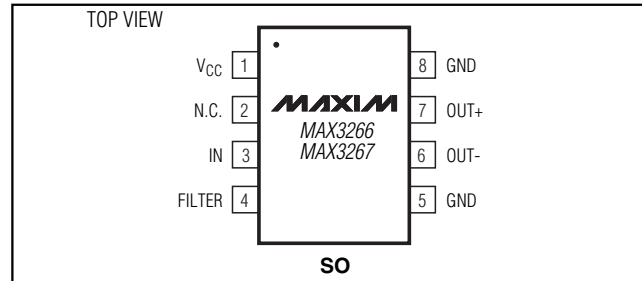 TOP VIEW
VCC 1
N.C. 2
IN 3
FILTER 4
MAXIM
MAX3266
MAX3267
8 GND
7 OUT+
6 OUT-
5 GND
SO